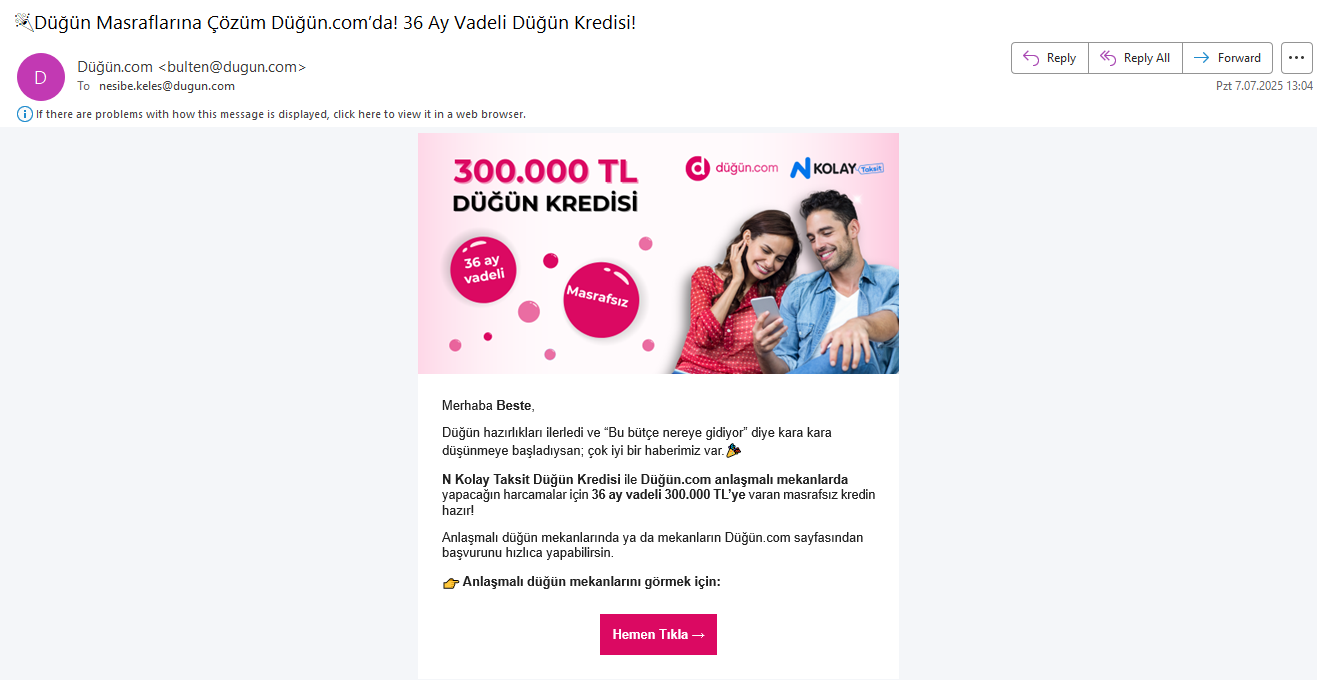 Düğün Masraflarına Çözüm Düğün.com’da! 36 Ay Vadeli Düğün Kredisi!
D
Düğün.com <bulten@dugun.com>
To nesibe.keles@dugun.com
Reply
Reply All
Forward
Pzt 7.07.2025 13:04
If there are problems with how this message is displayed, click here to view it in a web browser.
300.000 TL
DÜĞÜN KREDİSİ
düğün.com
N KOLAY Taksit
36 ay
vadeli
Masrafsız
Merhaba Beste,
Düğün hazırlıkları ilerledi ve “Bu bütçe nereye gidiyor” diye kara kara
düşünmeye başladıysan; çok iyi bir haberimiz var.
N Kolay Taksit Düğün Kredisi ile Düğün.com anlaşmalı mekanlarda
yapacağın harcamalar için 36 ay vadeli 300.000 TL’ye varan masrafsız kredin
hazır!
Anlaşmalı düğün mekanlarında ya da mekanların Düğün.com sayfasından
başvurunu hızlıca yapabilirsin.
👉 Anlaşmalı düğün mekanlarını görmek için:
Hemen Tıkla →